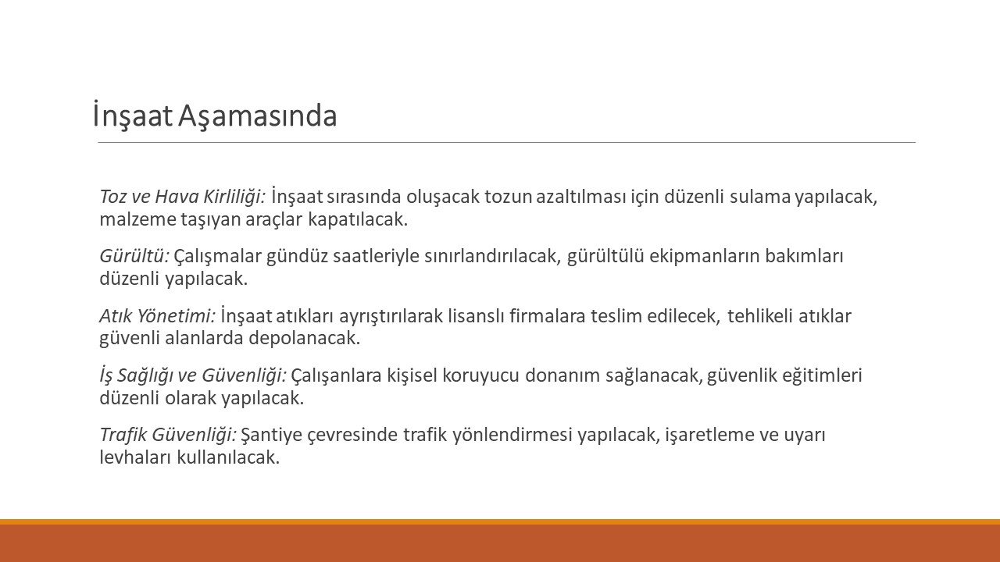 İnşaat Aşamasında
Toz ve Hava Kirliliği: İnşaat sırasında oluşacak tozun azaltılması için düzenli sulama yapılacak,
malzeme taşıyan araçlar kapatılacak.
Gürültü: Çalışmalar gündüz saatleriyle sınırlandırılacak, gürültülü ekipmanların bakımları
düzenli yapılacak.
Atık Yönetimi: İnşaat atıkları ayrıştırılarak lisanslı firmalara teslim edilecek, tehlikeli atıklar
güvenli alanlarda depolanacak.
İş Sağlığı ve Güvenliği: Çalışanlara kişisel koruyucu donanım sağlanacak, güvenlik eğitimleri
düzenli olarak yapılacak.
Trafik Güvenliği: Şantiye çevresinde trafik yönlendirmesi yapılacak, işaretleme ve uyarı
levhaları kullanılacak.